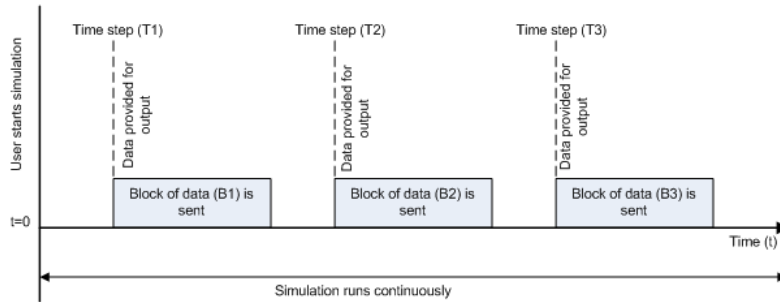 User starts simulation
Time step (T1)
Time step (T2)
Time step (T3)
Data provided for
output
Data provided for
output
Data provided for
output
Block of data (B1) is
sent
Block of data (B2) is
sent
Block of data (B3) is
sent
t=0
Time (t)
Simulation runs continuously